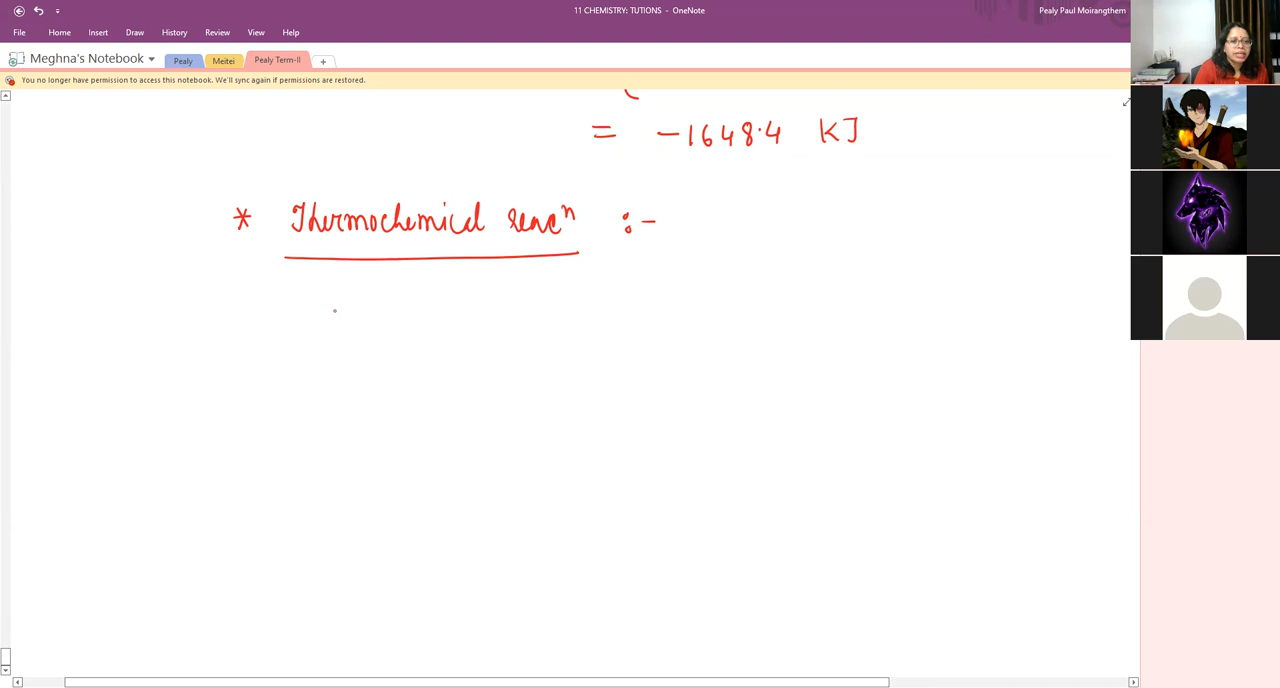 11 CHEMISTRY: TUTIONS - OneNote
Pealy Paul Moirangthem
File Home Insert Draw History Review View Help
Meghna's Notebook Pealy Meitei Pealy Term-II +
You no longer have permission to access this notebook. We'll sync again if permissions are restored.
= -1648.4 KJ
* Thermochemical reacⁿ :-